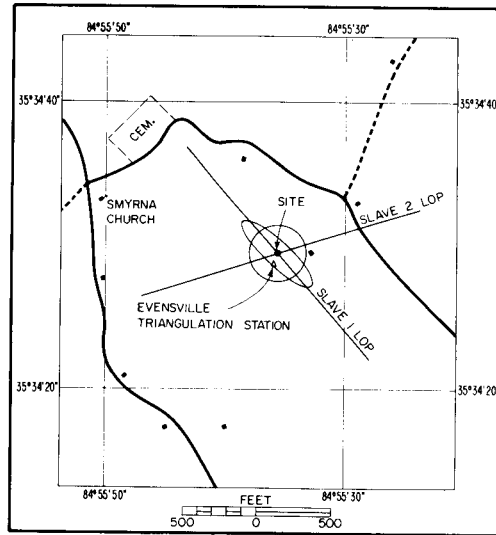 84°55'50"
84°55'30"
35°34'40"
35°34'40"
CEM.
SMYRNA
CHURCH
SITE
SLAVE 2 LOP
EVENSVILLE
TRIANGULATION STATION
SLAVE 1 LOP
35°34'20"
35°34'20"
84°55'50"
84°55'30"
FEET
500 0 500